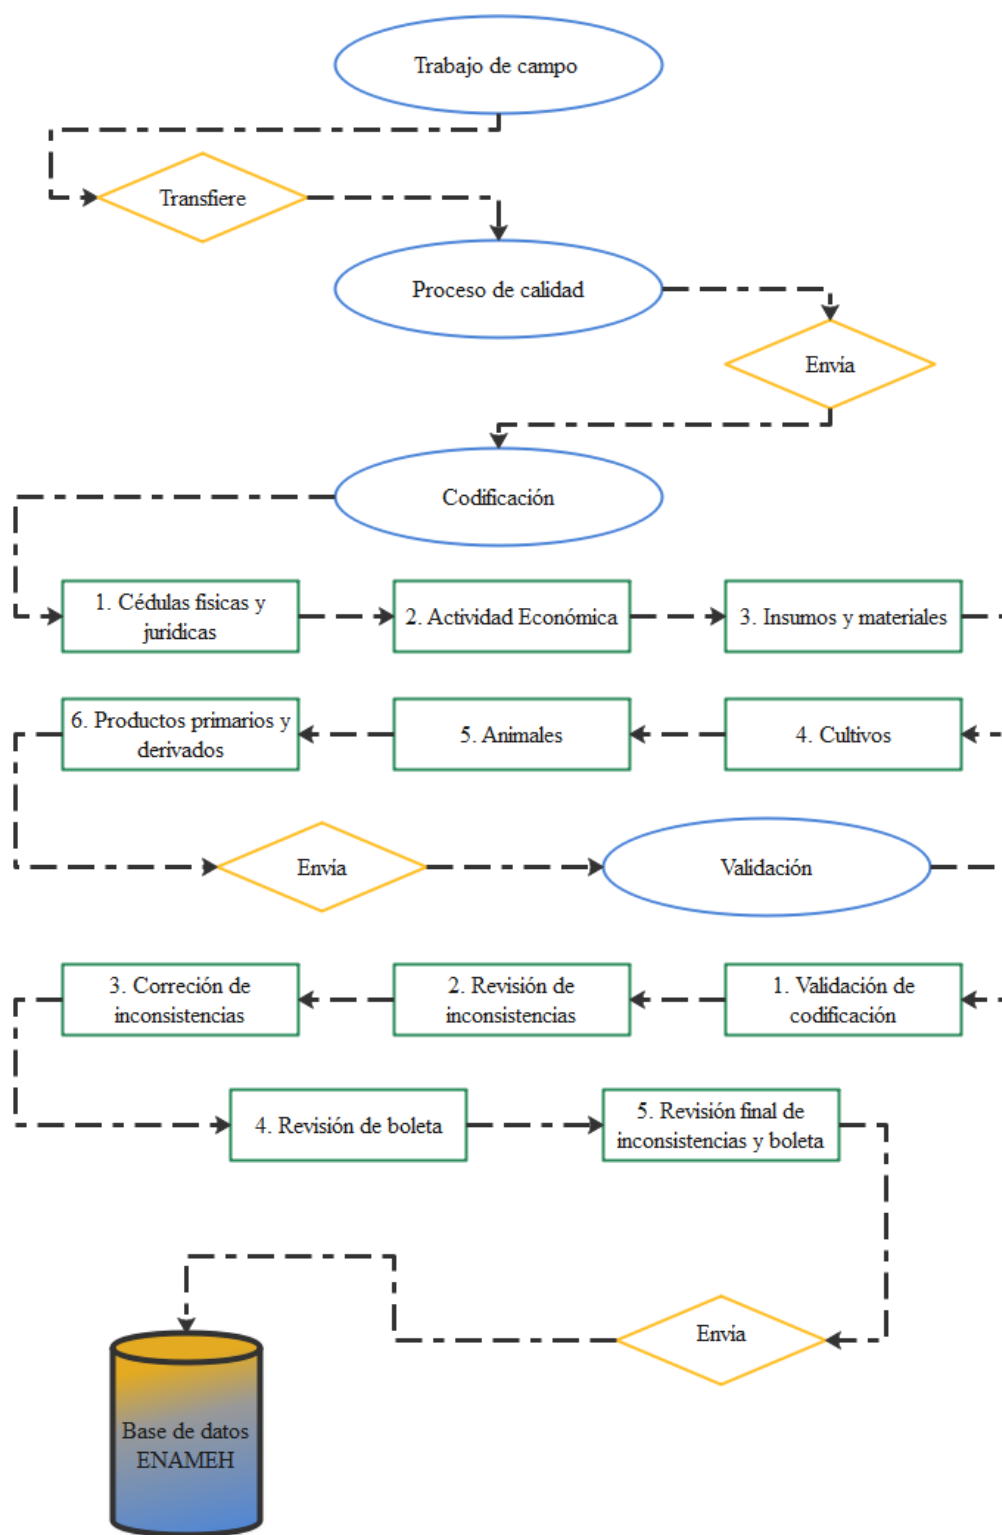 Trabajo de campo
Transfiere
Proceso de calidad
Envía
Codificación
1. Cédulas fisicas y
jurídicas
2. Actividad Económica
3. Insumos y materiales
6. Productos primarios y
derivados
5. Animales
4. Cultivos
Envía
Validación
3. Correción de
inconsistencias
2. Revisión de
inconsistencias
1. Validación de
codificación
4. Revisión de boleta
5. Revisión final de
inconsistencias y boleta
Envía
Base de datos
ENAMEH